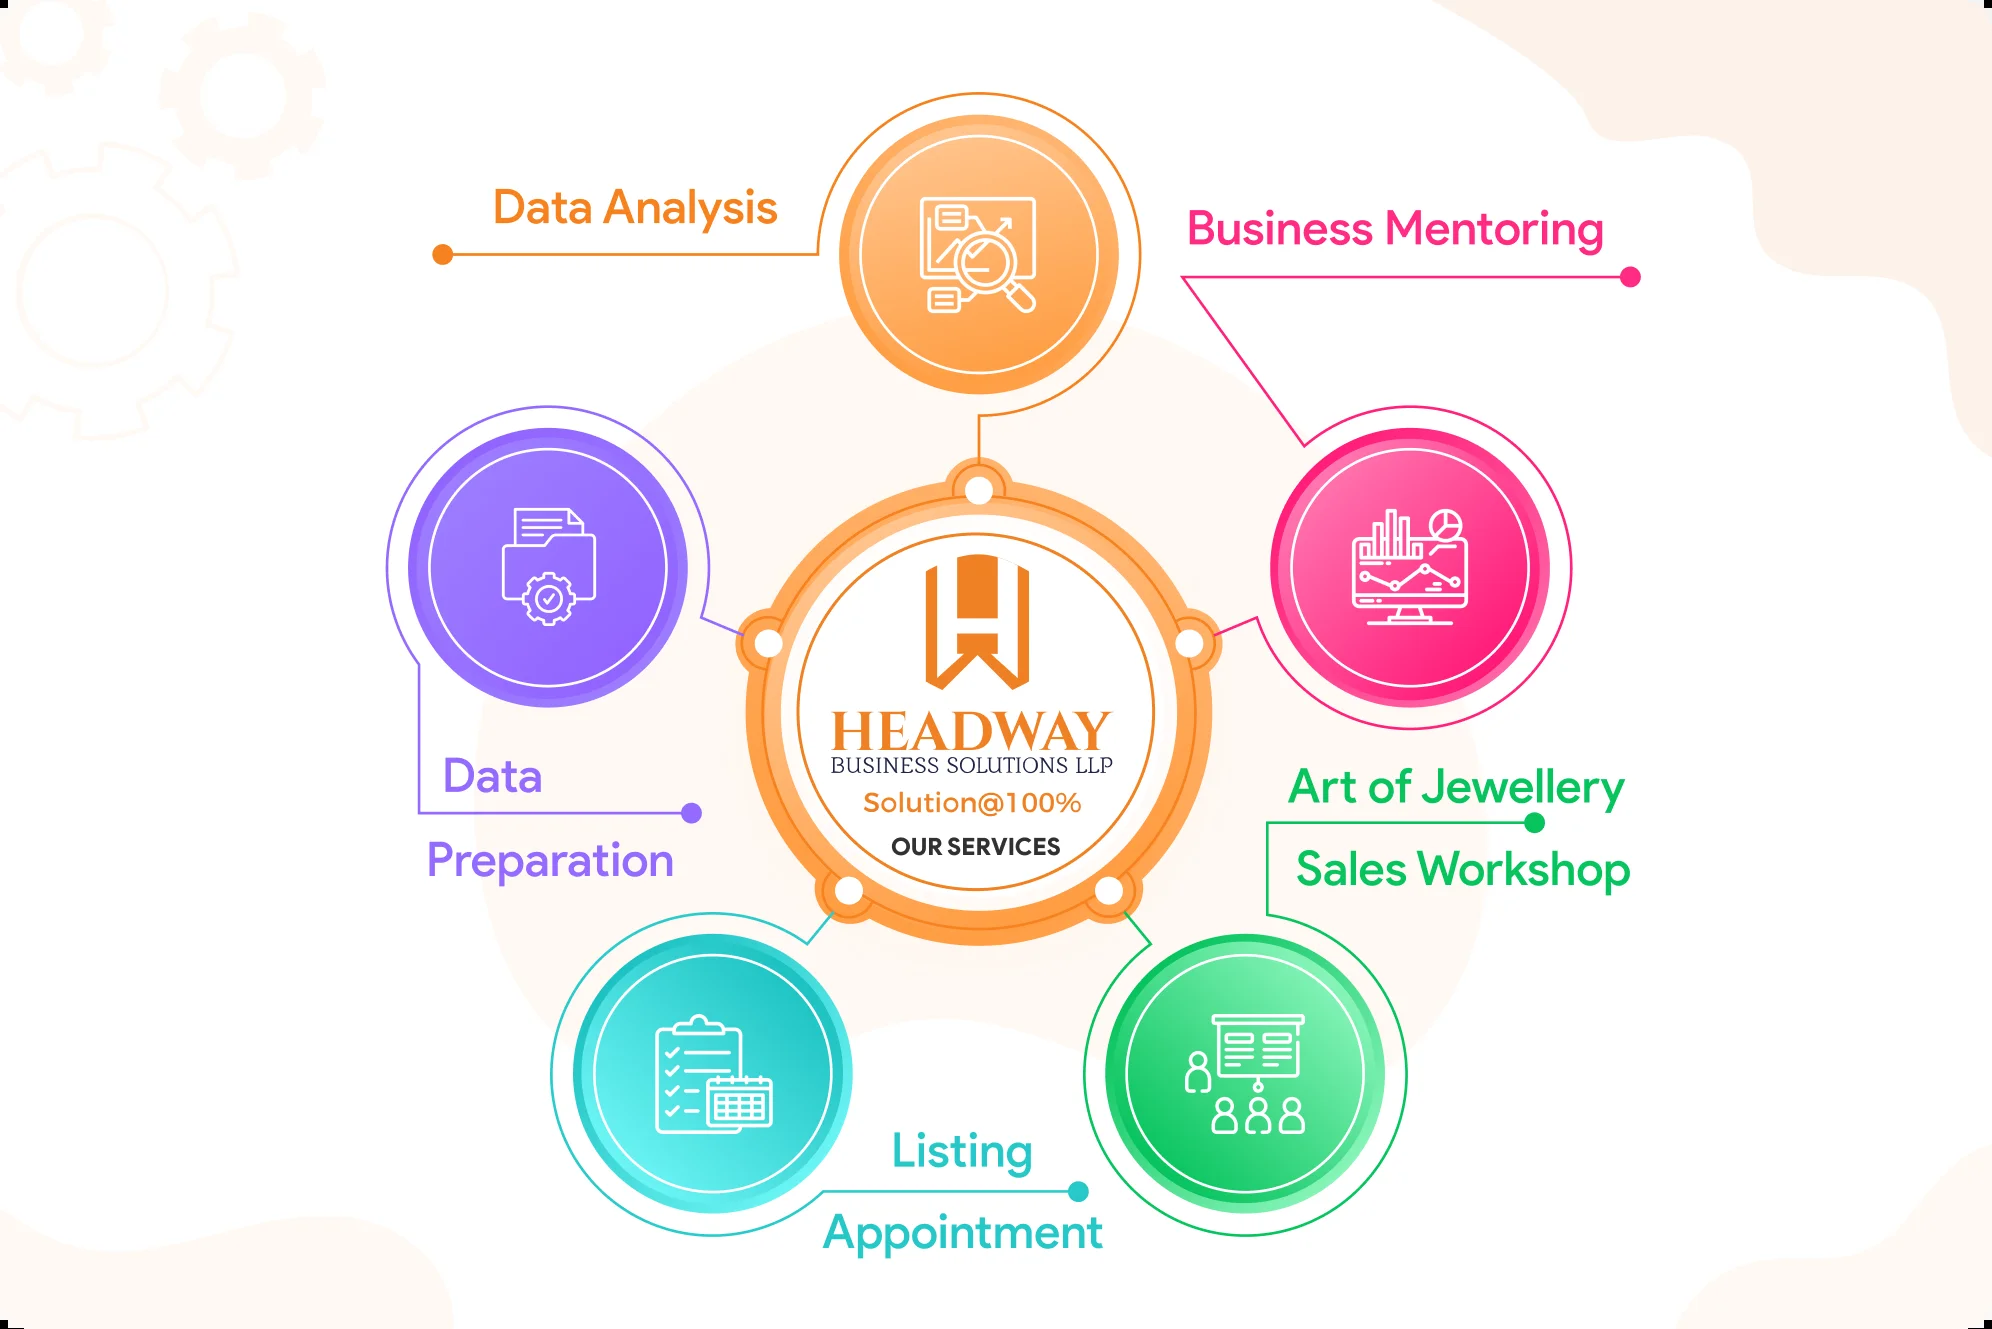 Data Analysis
Business Mentoring
HEADWAY
BUSINESS SOLUTIONS LLP
Solution@100%
OUR SERVICES
Data
Preparation
Art of Jewellery
Sales Workshop
Listing
Appointment